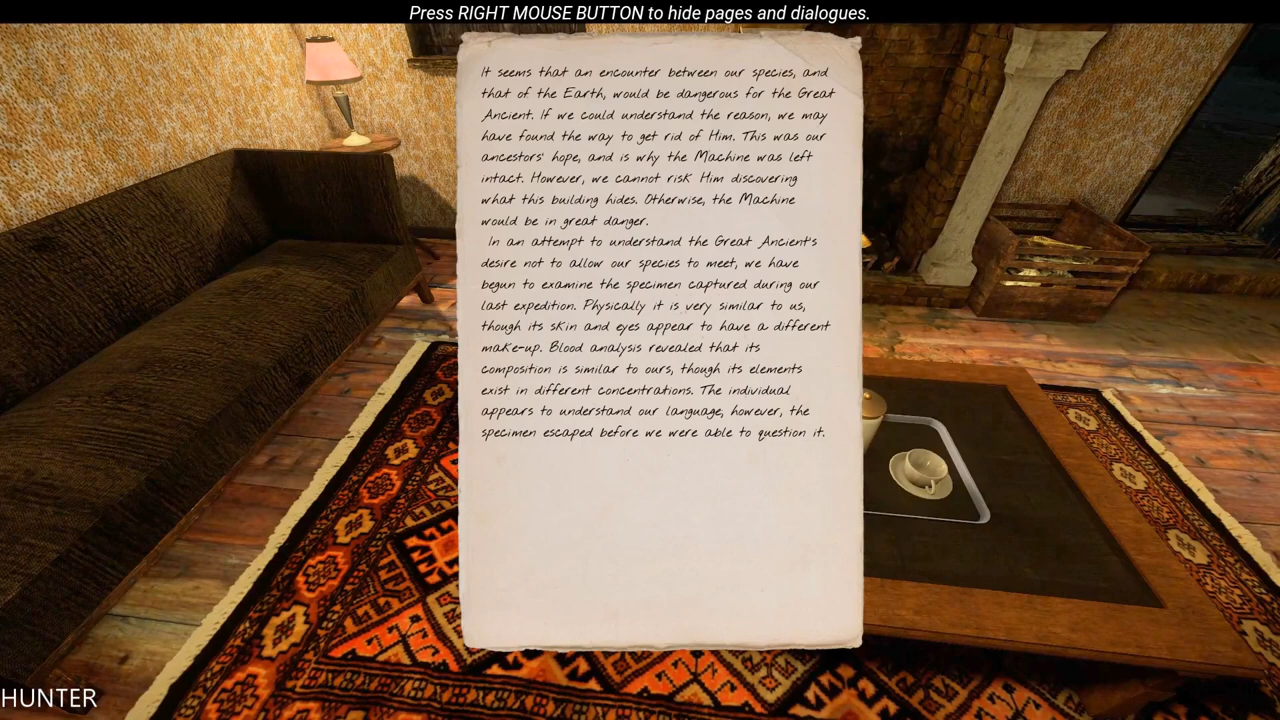 Press RIGHT MOUSE BUTTON to hide pages and dialogues.
It seems that an encounter between our species, and
that of the Earth, would be dangerous for the Great
Ancient. If we could understand the reason, we may
have found the way to get rid of Him. This was our
ancestors' hope, and is why the Machine was left
intact. However, we cannot risk Him discovering
what this building hides. Otherwise, the Machine
would be in great danger.
In an attempt to understand the Great Ancient's
desire not to allow our species to meet, we have
begun to examine the specimen captured during our
last expedition. Physically it is very similar to us,
though its skin and eyes appear to have a different
make-up. Blood analysis revealed that its
composition is similar to ours, though its elements
exist in different concentrations. The individual
appears to understand our language, however, the
specimen escaped before we were able to question it.
HUNTER